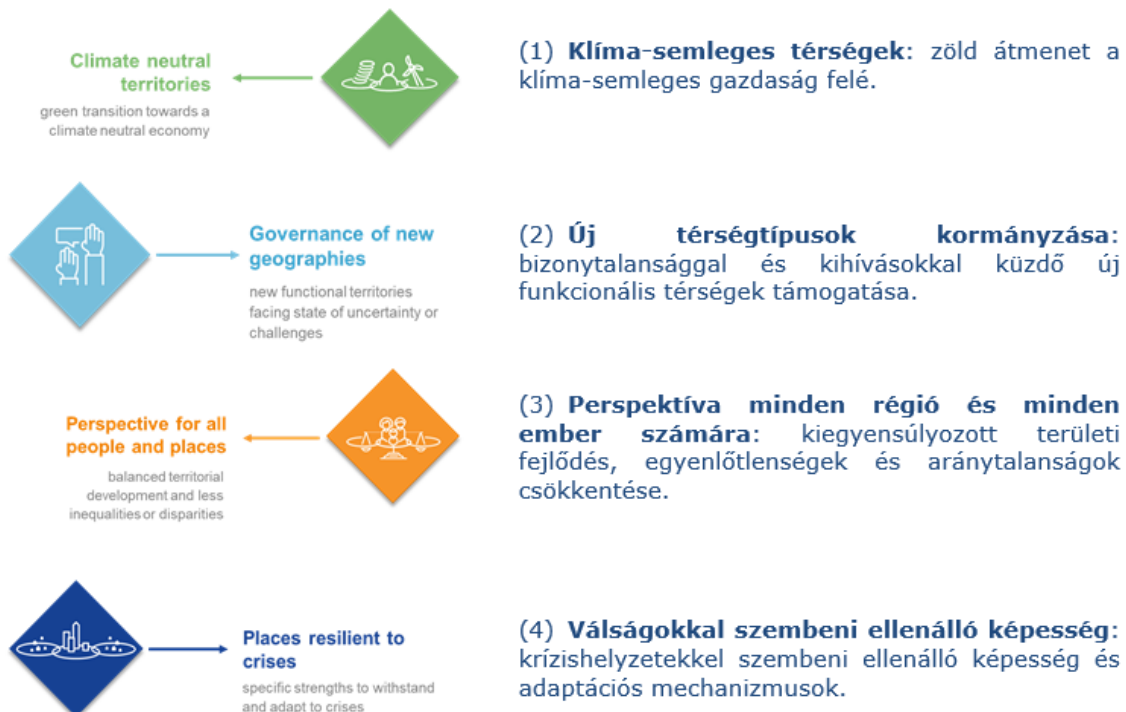 Climate neutral
territories
green transition towards a
climate neutral economy
(1) Klíma-semleges térségek: zöld átmenet a
klíma-semleges gazdaság felé.
Governance of new
geographies
new functional territories
facing state of uncertainty or
challenges
(2) Új térségtípusok kormányzása:
bizonytalansággal és kihívásokkal küzdő új
funkcionális térségek támogatása.
Perspective for all
people and places
balanced territorial
development and less
inequalities or disparities
(3) Perspektíva minden régió és minden
ember számára: kiegyensúlyozott területi
fejlődés, egyenlőtlenségek és aránytalanságok
csökkentése.
Places resilient to
crises
specific strengths to withstand
and adapt to crises
(4) Válságokkal szembeni ellenálló képesség:
krízishelyzetekkel szembeni ellenálló képesség és
adaptációs mechanizmusok.